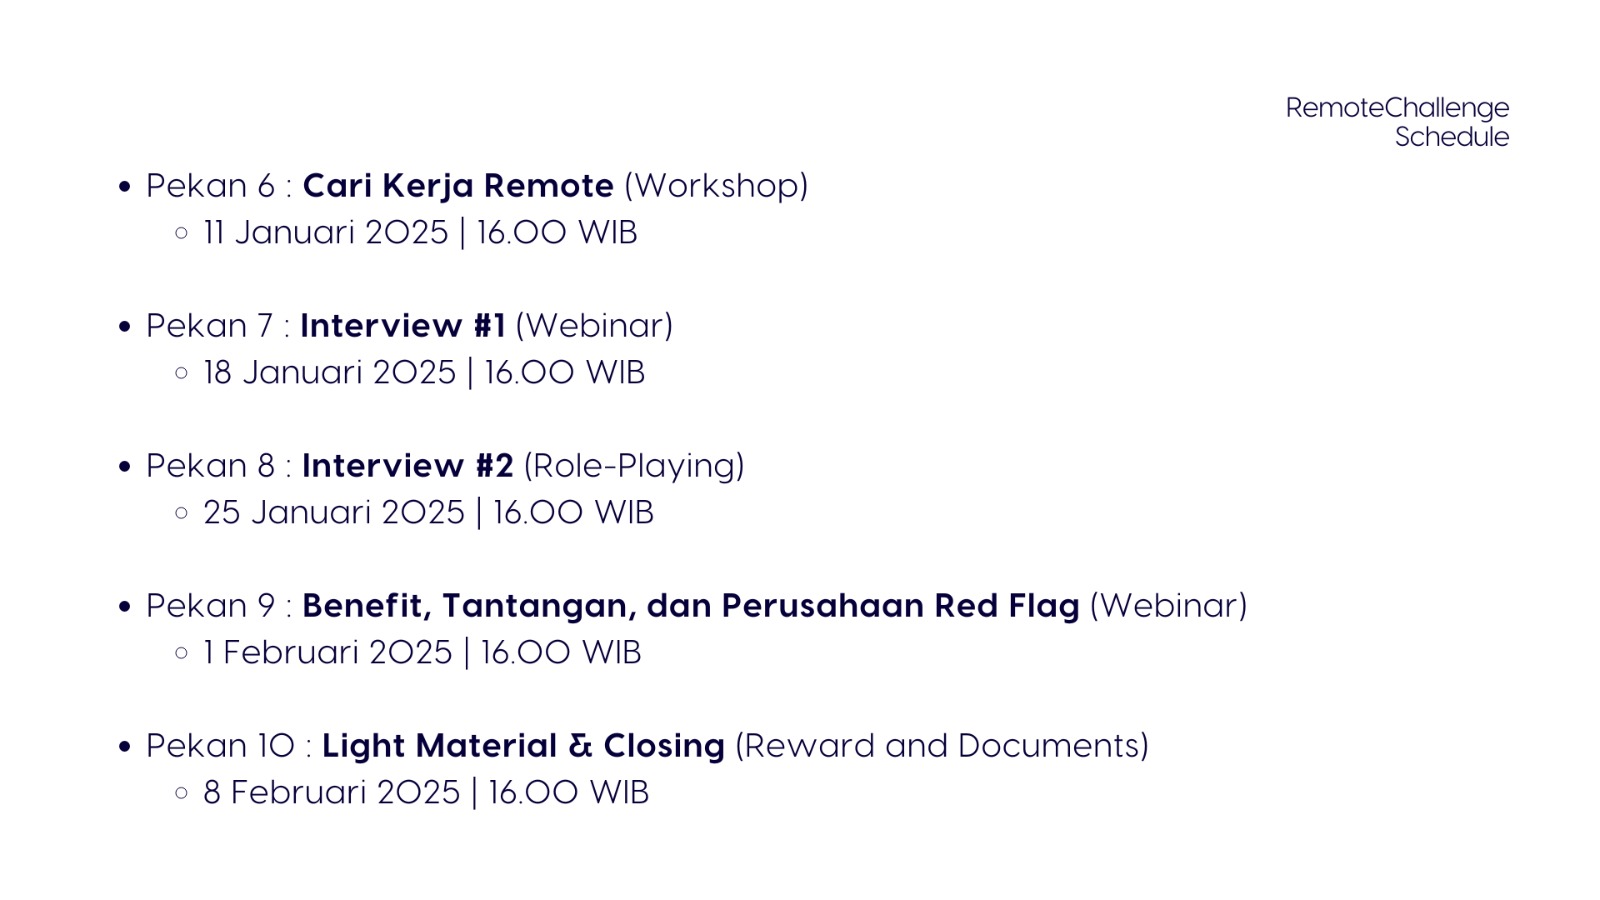 RemoteChallenge
Schedule
• Pekan 6 : Cari Kerja Remote (Workshop)
○ 11 Januari 2025 | 16.00 WIB
• Pekan 7 : Interview #1 (Webinar)
○ 18 Januari 2025 | 16.00 WIB
• Pekan 8 : Interview #2 (Role-Playing)
○ 25 Januari 2025 | 16.00 WIB
• Pekan 9 : Benefit, Tantangan, dan Perusahaan Red Flag (Webinar)
○ 1 Februari 2025 | 16.00 WIB
• Pekan 10 : Light Material & Closing (Reward and Documents)
○ 8 Februari 2025 | 16.00 WIB